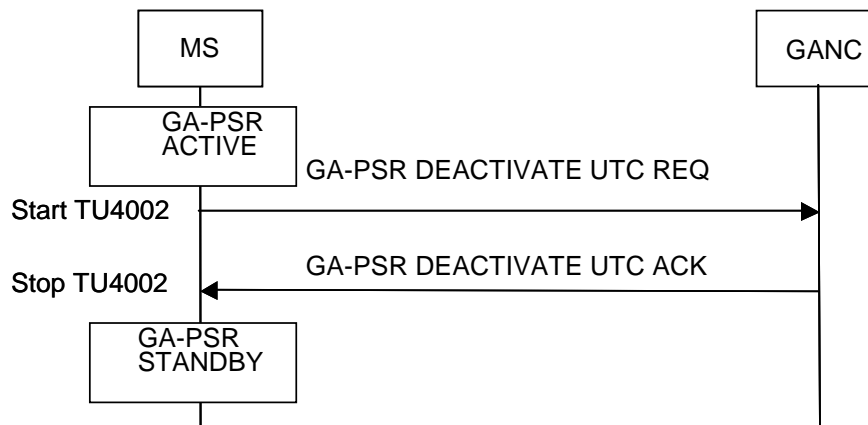 MS
GANC
GA-PSR
ACTIVE
GA-PSR DEACTIVATE UTC REQ
Start TU4002
GA-PSR DEACTIVATE UTC ACK
Stop TU4002
GA-PSR
STANDBY